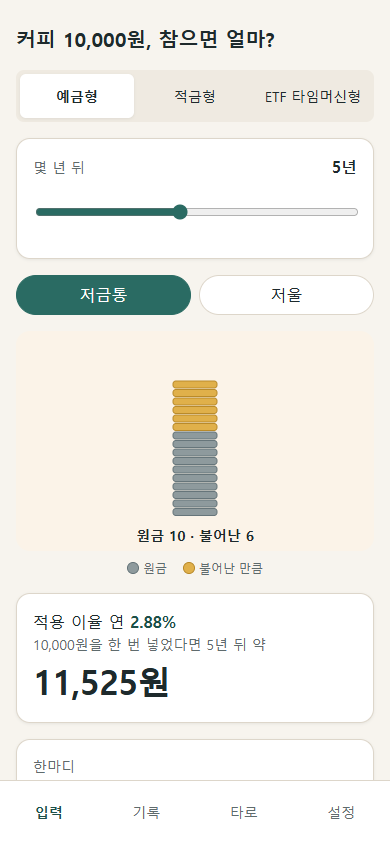 커피 10,000원, 참으면 얼마?
예금형 적금형 ETF 타임머신형
몇 년 뒤 5년
저금통 저울
원금 10 · 불어난 6
원금 불어난 만큼
적용 이율 연 2.88%
10,000원을 한 번 넣었다면 5년 뒤 약
11,525원
한마디
입력 기록 타로 설정